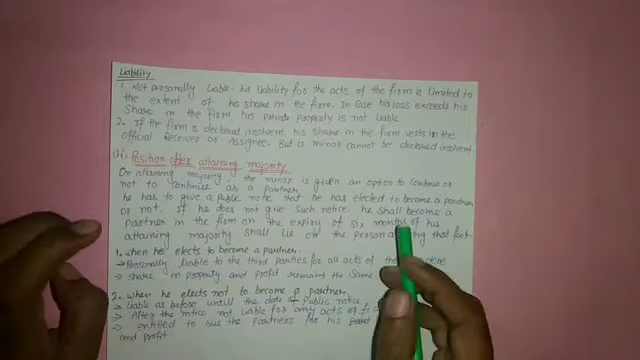 Liability
1. Not personally liable. his liability for the acts of the firm is limited to
the extent of his share in the firm. In case his loss exceeds his
share in the firm, his private property is not liable
2. If the firm is declared insolvent his share in the firm vests in the
official Receiver or Assignee. But a minor cannot be declared insolvent
iii. Position after attaining majority
On attaining majority, the minor is given an option to continue or
not to continue as a partner.
he has to give a public note that he has elected to become a partner
or not. If he does not give such notice, he shall become a
partner in the firm on the expiry of six months of his
attaining majority shall lie on the person that fact.
1. when he elects to become a partner.
→ Personally liable to the third parties for all acts of the
→ share in property and profit remains the same.
2. when he elects not to become a partner.
→ liable as before untill the date of Public notice
→ After the notice not liable for any acts of
→ entitled to sue the partners for his
and profit.